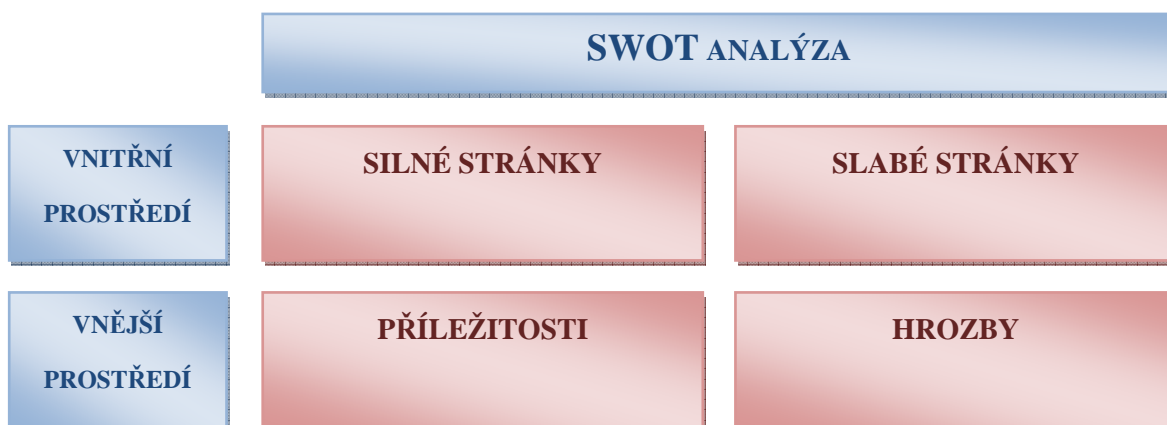 SWOT ANALÝZA
VNITŘNÍ
PROSTŘEDÍ
SILNÉ STRÁNKY
SLABÉ STRÁNKY
VNĚJŠÍ
PROSTŘEDÍ
PŘÍLEŽITOSTI
HROZBY